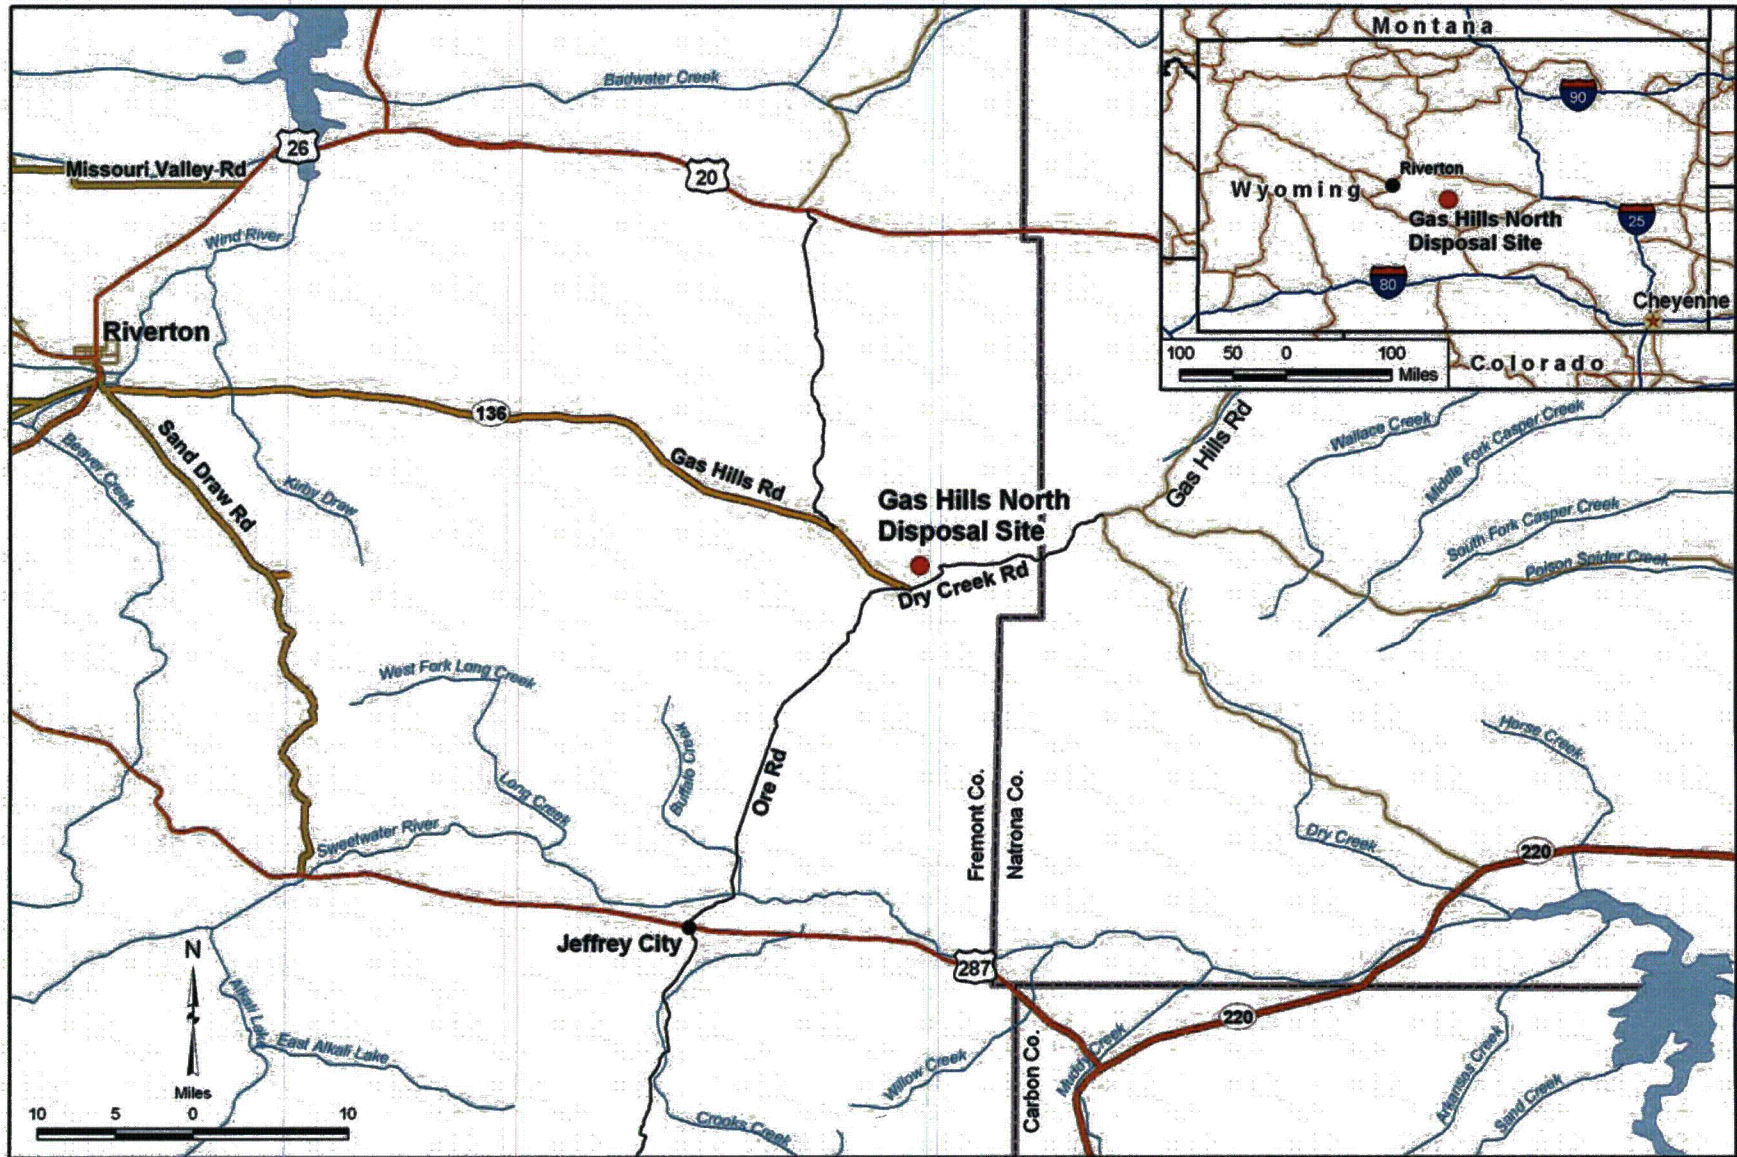 Montana
Badwater Creek
90
26
Missouri Valley Rd
20
Riverton
Wyoming
Gas Hills North
Disposal Site
25
Wind River
80
Cheyenne
Riverton
100 50 0 100
Miles
Colorado
136
Sand Draw Rd
Beaver Creek
Kirby Draw
Gas Hills Rd
Gas Hills Rd
Wallace Creek
Middle Fork Casper Creek
South Fork Casper Creek
Poison Spider Creek
Gas Hills North
Disposal Site
Dry Creek Rd
West Fork Long Creek
Buffalo Creek
Long Creek
Ore Rd
Sweetwater River
Fremont Co.
Natrona Co.
Horse Creek
Dry Creek
220
Jeffrey City
287
N
Alkali Lake
East Alkali Lake
220
Willow Creek
Muddy Creek
Carbon Co.
Arkansas Creek
Sand Creek
Crooks Creek
Miles
10 5 0 10